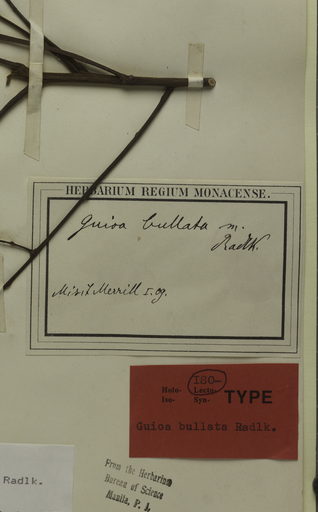 HERBARIUM REGIUM MONACENSE.
Guioa bullata m.
Radlk.
Misit Merrill I. 09.
ISO-
Holo- Lecto- TYPE
Iso- Syn-
Guioa bullata Radlk.
Radlk.
From the Herbarium
Bureau of Science
Manila, P. I.